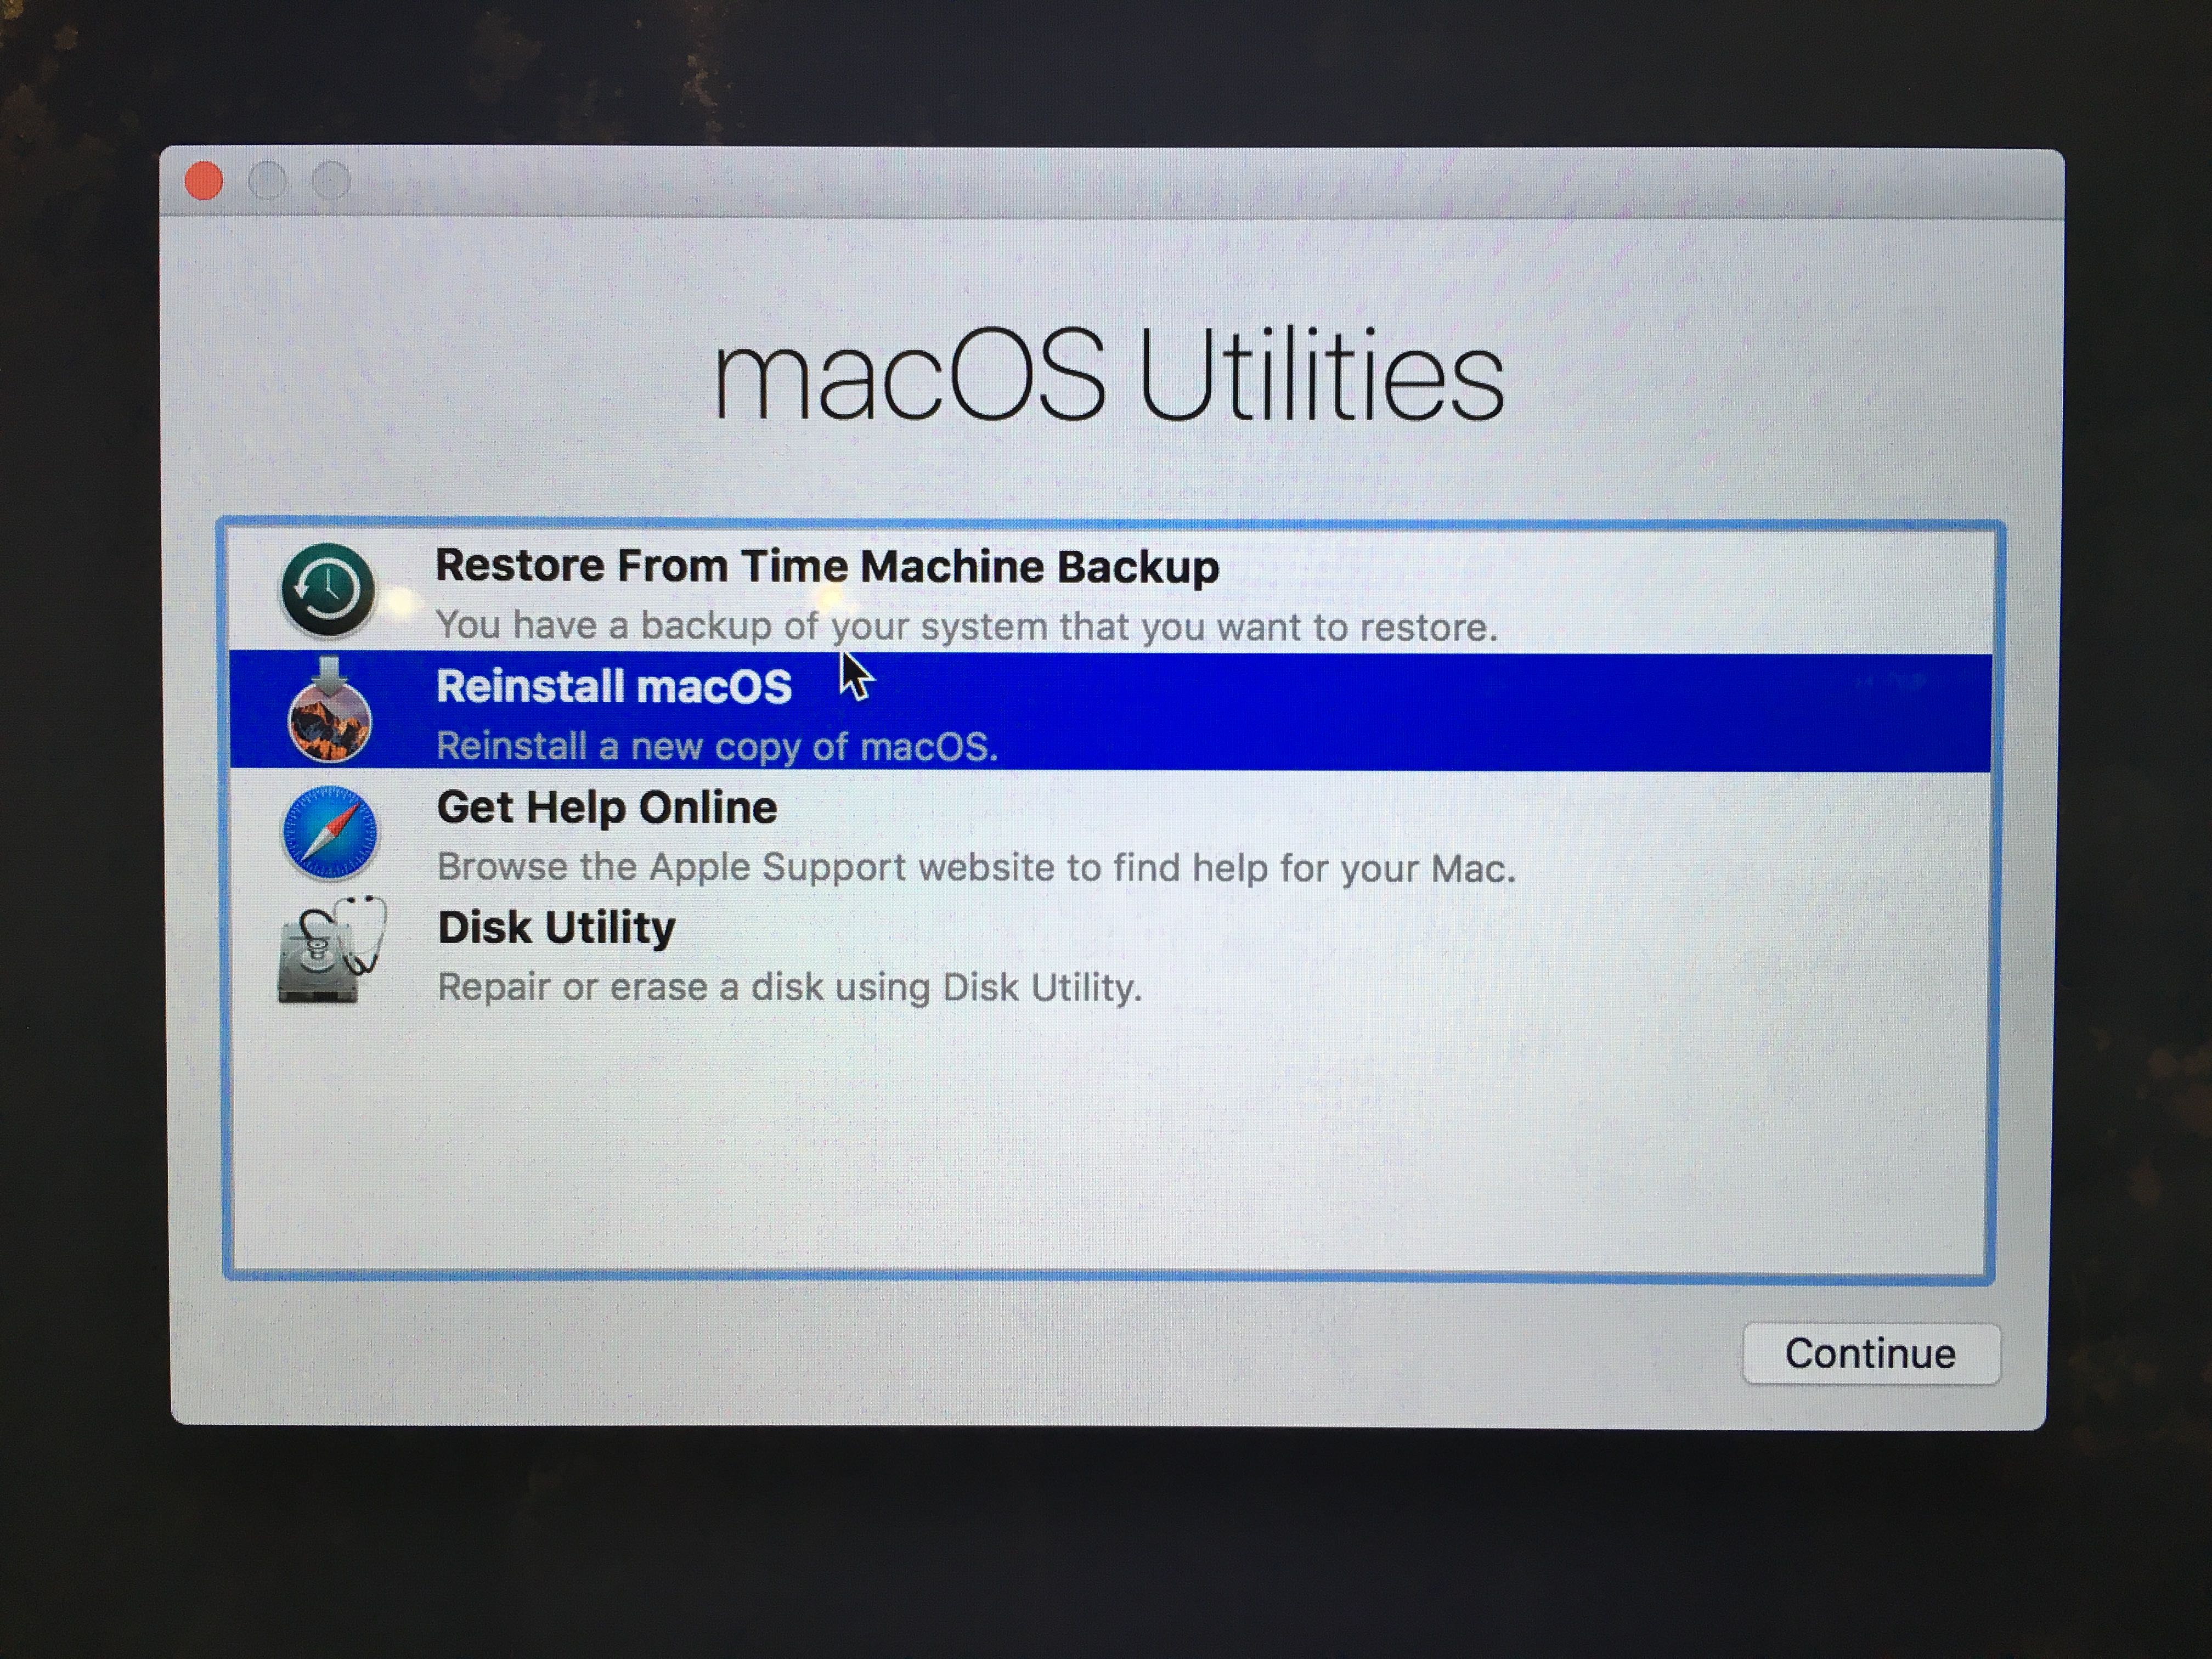 macOS Utilities
Restore From Time Machine Backup
You have a backup of your system that you want to restore.
Reinstall macOS
Reinstall a new copy of macOS.
Get Help Online
Browse the Apple Support website to find help for your Mac.
Disk Utility
Repair or erase a disk using Disk Utility.
Continue